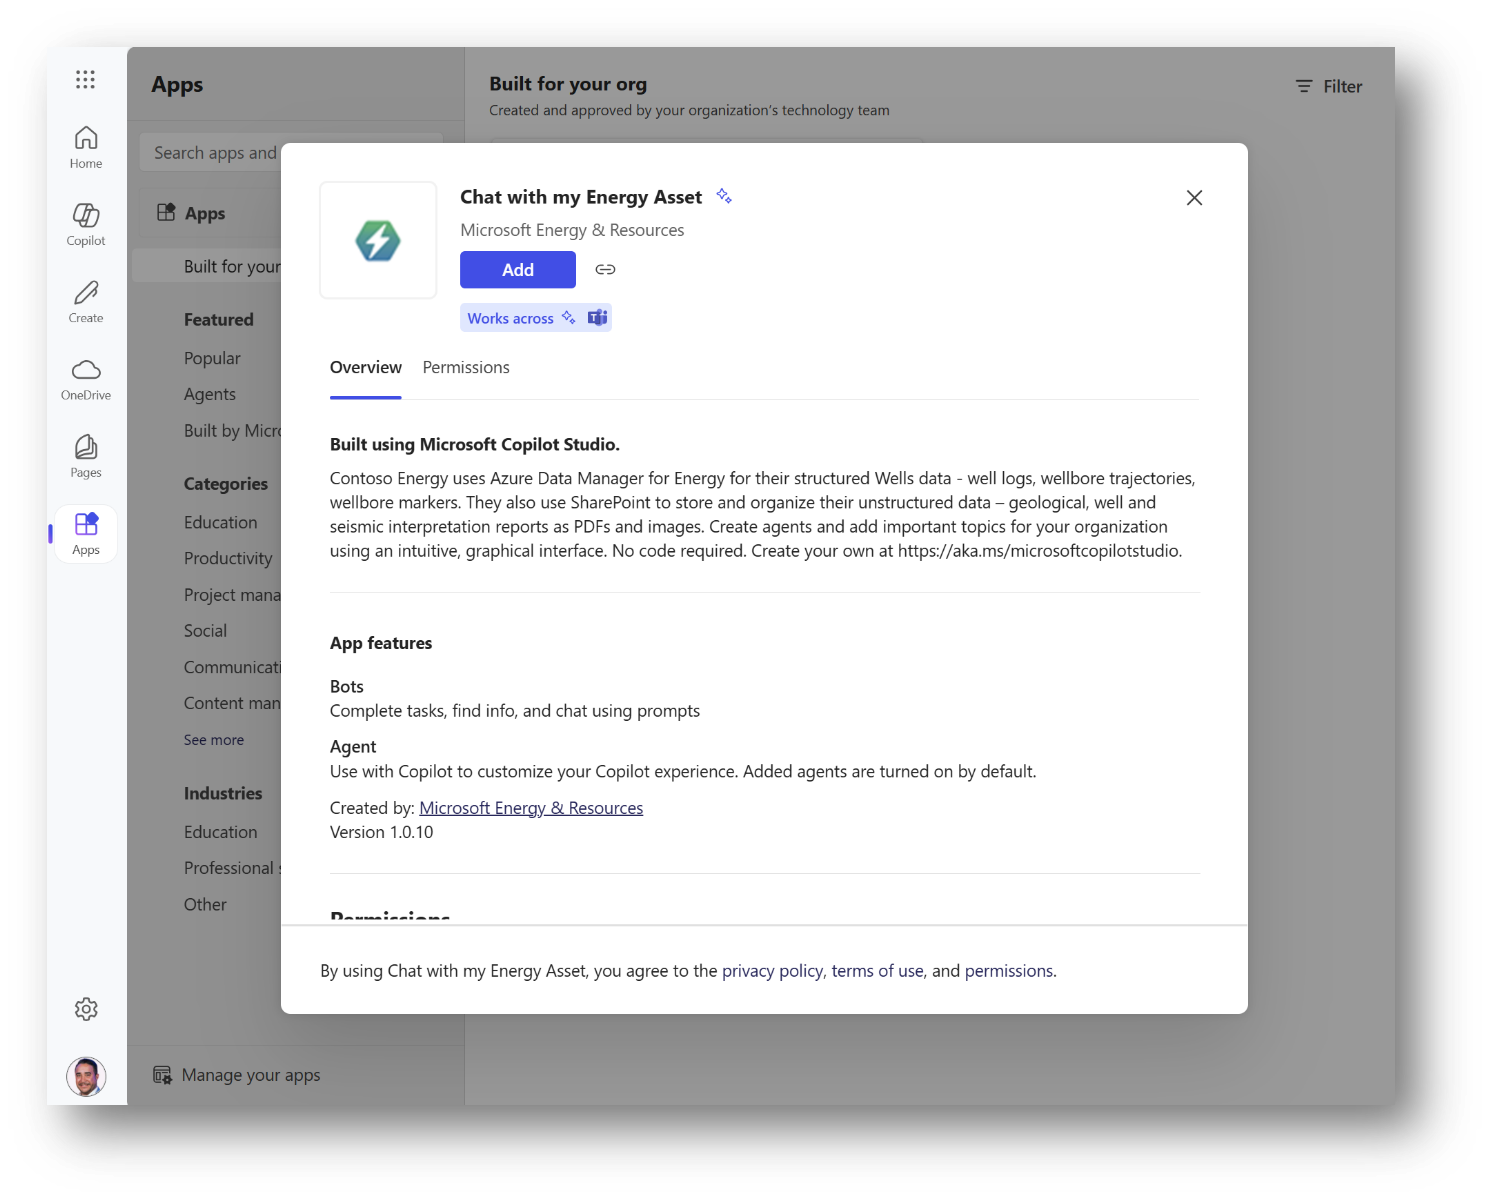 Home
Copilot
Create
OneDrive
Pages
Apps
Apps
Search apps and
Apps
Built for your
Featured
Popular
Agents
Built by Micro
Categories
Education
Productivity
Project mana
Social
Communicati
Content man
See more
Industries
Education
Professional
Other
Manage your apps
Built for your org
Created and approved by your organization's technology team
Filter
Chat with my Energy Asset
Microsoft Energy & Resources
Add
Works across
Overview Permissions
Built using Microsoft Copilot Studio.
Contoso Energy uses Azure Data Manager for Energy for their structured Wells data - well logs, wellbore trajectories,
wellbore markers. They also use SharePoint to store and organize their unstructured data – geological, well and
seismic interpretation reports as PDFs and images. Create agents and add important topics for your organization
using an intuitive, graphical interface. No code required. Create your own at https://aka.ms/microsoftcopilotstudio.
App features
Bots
Complete tasks, find info, and chat using prompts
Agent
Use with Copilot to customize your Copilot experience. Added agents are turned on by default.
Created by: Microsoft Energy & Resources
Version 1.0.10
Permissions
By using Chat with my Energy Asset, you agree to the privacy policy, terms of use, and permissions.